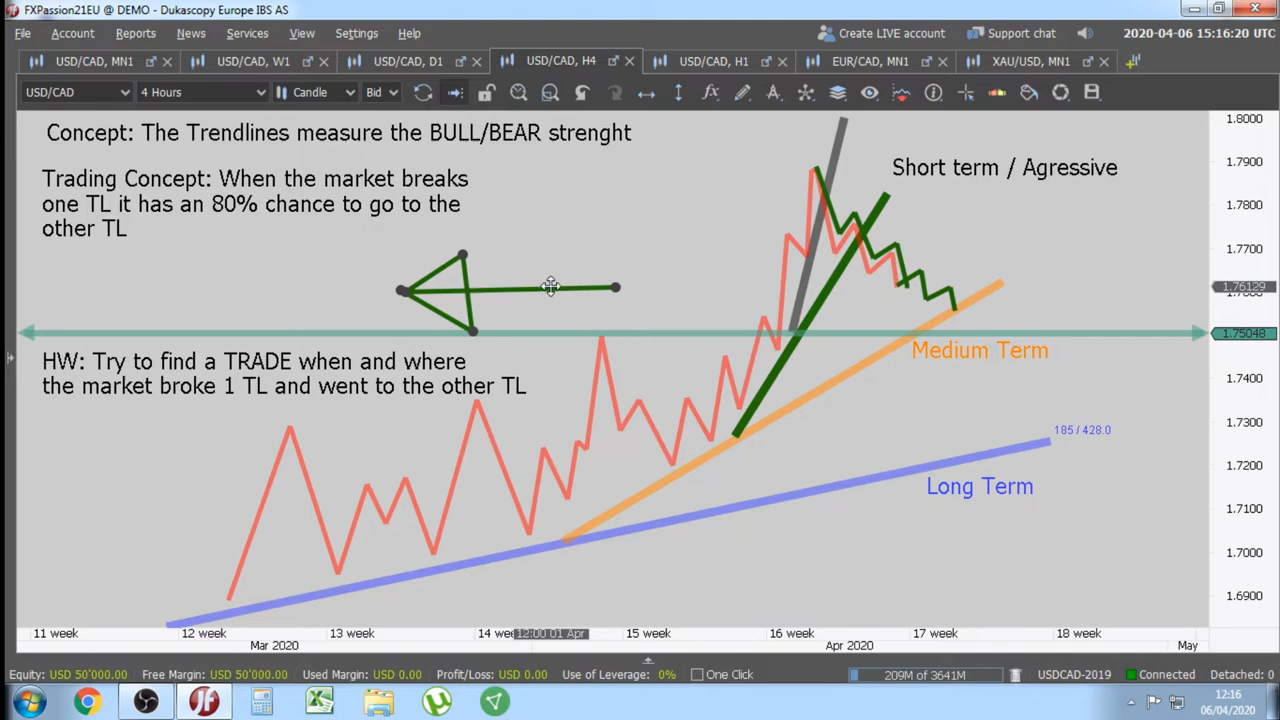 FXPassion21EU @ DEMO - Dukascopy Europe IBS AS
File Account Reports News Services View Settings Help
Create LIVE account Support chat 2020-04-06 15:16:20 LIVE MODE
USD/CAD, MN1 USD/CAD, W1 USD/CAD, D1 USD/CAD, H4 USD/CAD, H1 EUR/CAD, MN1 XAU/USD, MN1
USD/CAD 4 Hours Candle Bid
Concept: The Trendlines measure the BULL/BEAR strenght
Trading Concept: When the market breaks
one TL it has an 80% chance to go to the
other TL
Short term / Agressive
HW: Try to find a TRADE when and where
the market broke 1 TL and went to the other TL
Medium Term
185 / 428.0
Long Term
1.8000
1.7900
1.7800
1.7700
1.76129
1.75048
1.7400
1.7300
1.7200
1.7100
1.7000
1.6900
11 week 12 week 13 week 14 we 12:00 01 Apr 15 week 16 week 17 week 18 week
Mar 2020 Apr 2020 May
Equity: USD 50'000.00 Free Margin: USD 50'000.00 Used Margin: USD 0.00 Profit/Loss: USD 0.00 Use of Leverage: 0% One Click 209M of 3641M USDCAD-2019 Connected Detached: 0
12:16
06/04/2020